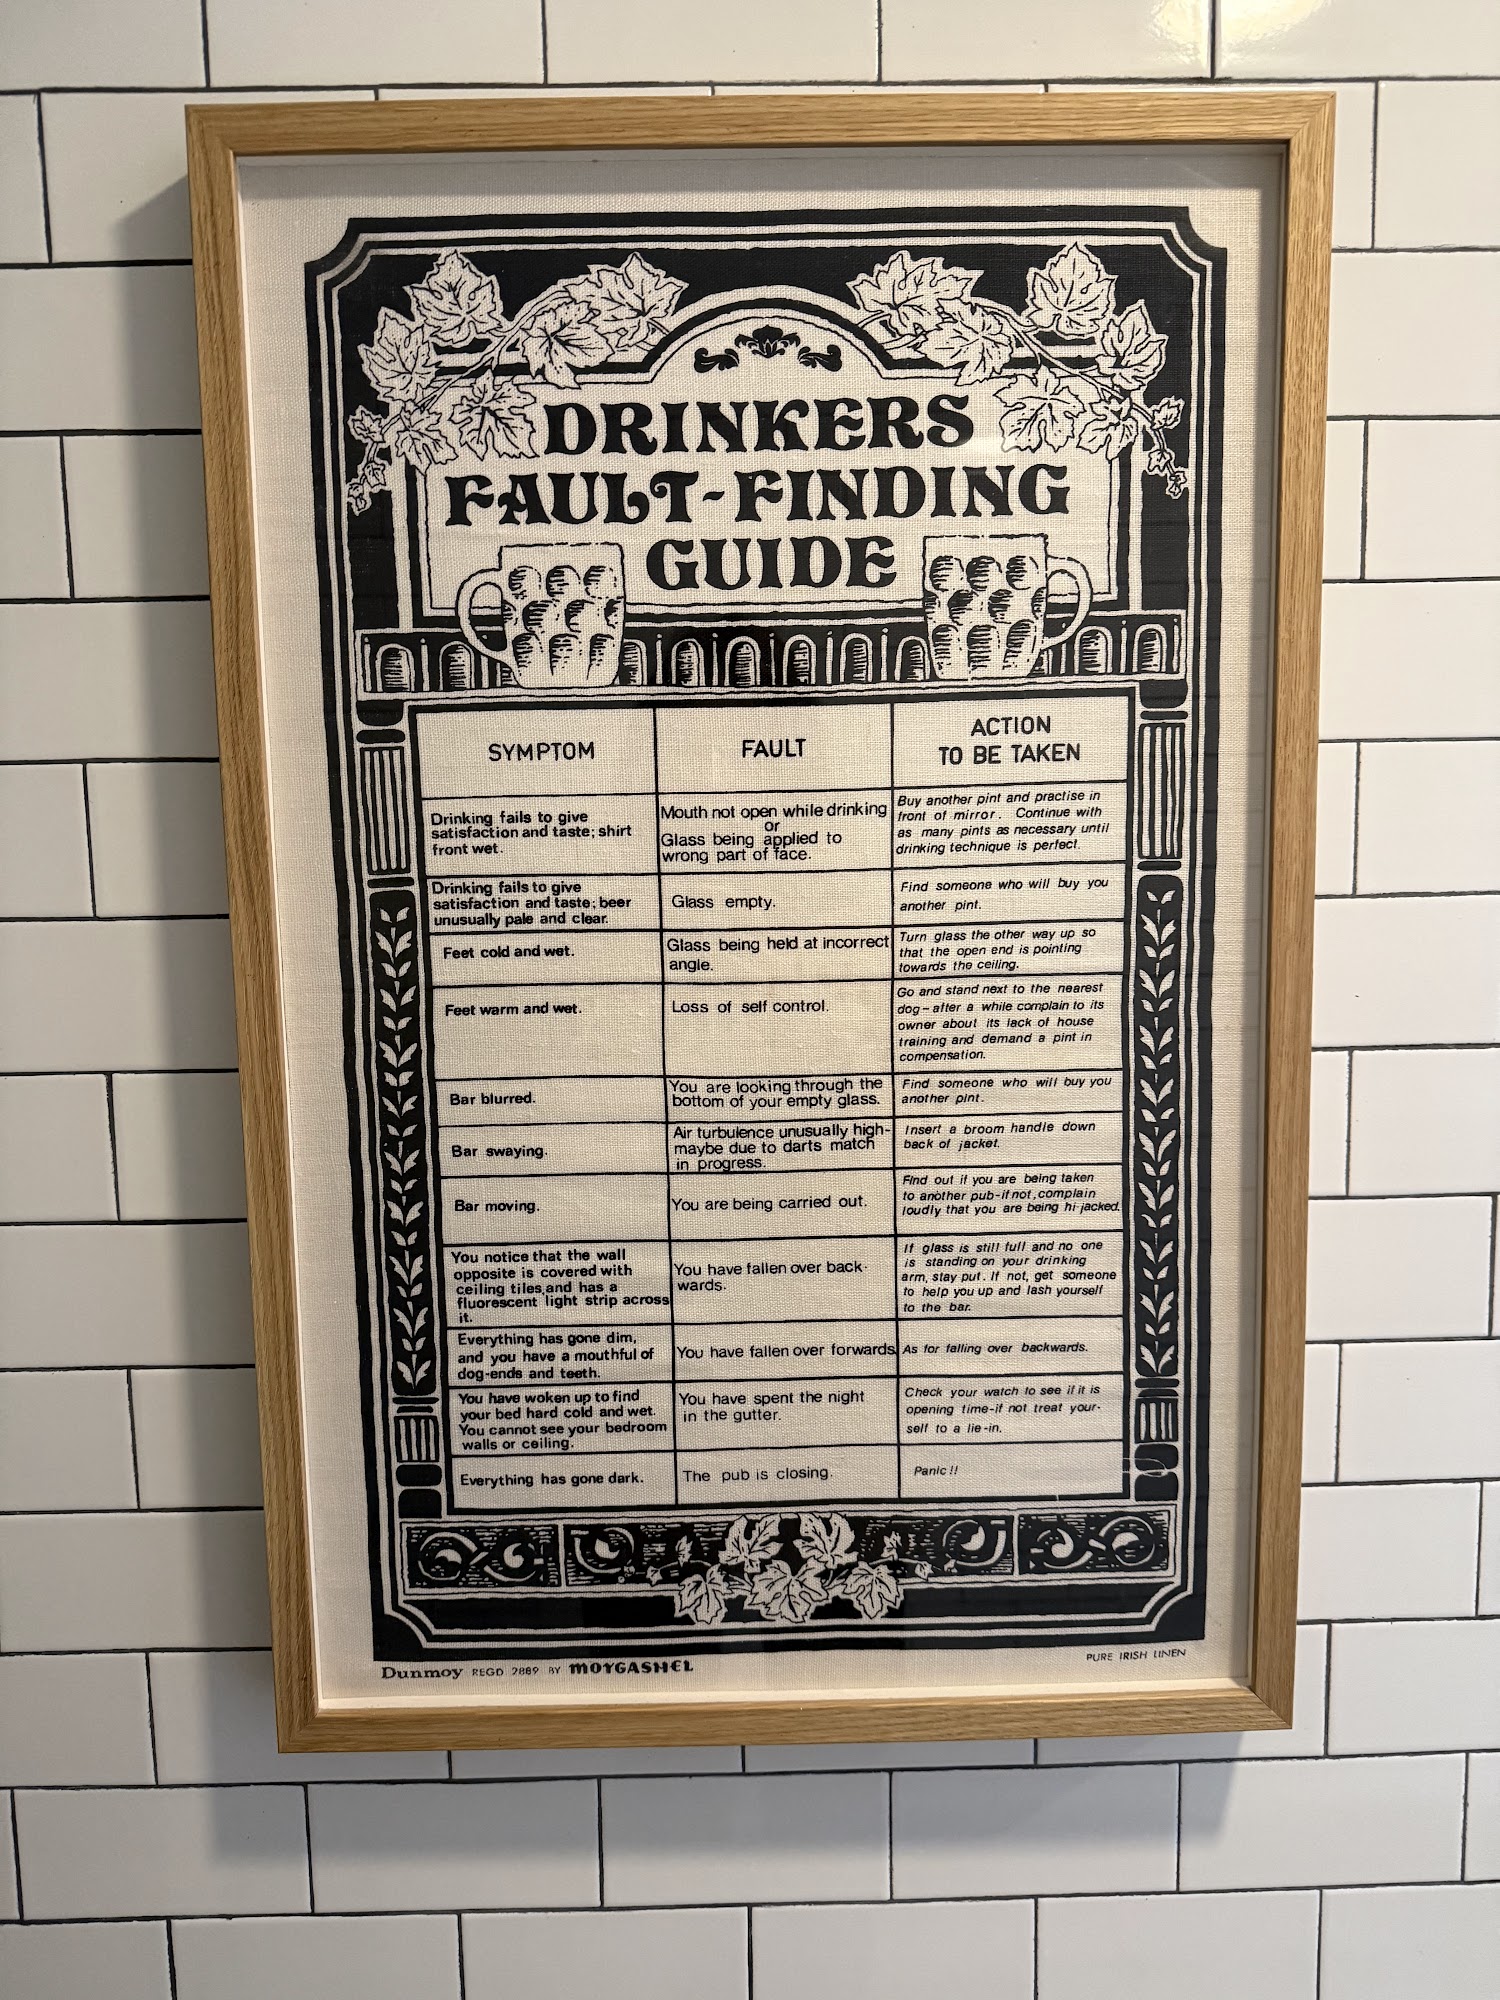 DRINKERS
FAULT-FINDING
GUIDE
SYMPTOM
FAULT
ACTION
TO BE TAKEN
Drinking fails to give
satisfaction and taste; shirt
front wet.
Mouth not open while drinking
or
Glass being applied to
wrong part of face.
Buy another pint and practise in
front of mirror. Continue with
as many pints as necessary until
drinking technique is perfect.
Drinking fails to give
satisfaction and taste; beer
unusually pale and clear.
Glass empty.
Find someone who will buy you
another pint.
Feet cold and wet.
Glass being held at incorrect
angle.
Turn glass the other way up so
that the open end is pointing
towards the ceiling.
Feet warm and wet.
Loss of self control.
Go and stand next to the nearest
dog-after a while complain to its
owner about its lack of house
training and demand a pint in
compensation.
Bar blurred.
You are looking through the
bottom of your empty glass.
Find someone who will buy you
another pint.
Bar swaying.
Air turbulence unusually high-
maybe due to darts match
in progress.
Insert a broom handle down
back of jacket.
Bar moving.
You are being carried out.
Find out if you are being taken
to another pub-if not, complain
loudly that you are being hi-jacked.
You notice that the wall
opposite is covered with
ceiling tiles,and has a
fluorescent light strip across
it.
You have fallen over back-
wards.
If glass is still full and no one
is standing on your drinking
arm, stay put. If not, get someone
to help you up and lash yourself
to the bar.
Everything has gone dim,
and you have a mouthful of
dog-ends and teeth.
You have fallen over forwards
As for falling over backwards.
You have woken up to find
your bed hard cold and wet.
You cannot see your bedroom
walls or ceiling.
You have spent the night
in the gutter.
Check your watch to see if it is
opening time-if not treat your-
self to a lie-in.
Everything has gone dark.
The pub is closing.
Panic!!
Dunmoy REGD 2889 BY MOYGASHEL
PURE IRISH LINEN